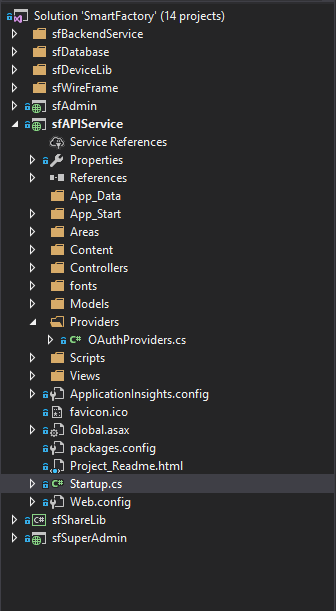 Solution 'SmartFactory' (14 projects)
sfBackendService
sfDatabase
sfDeviceLib
sfWireFrame
sfAdmin
sfAPIService
Service References
Properties
References
App_Data
App_Start
Areas
Content
Controllers
fonts
Models
Providers
C# OAuthProviders.cs
Scripts
Views
ApplicationInsights.config
favicon.ico
Global.asax
packages.config
Project_Readme.html
C# Startup.cs
Web.config
C# sfShareLib
sfSuperAdmin